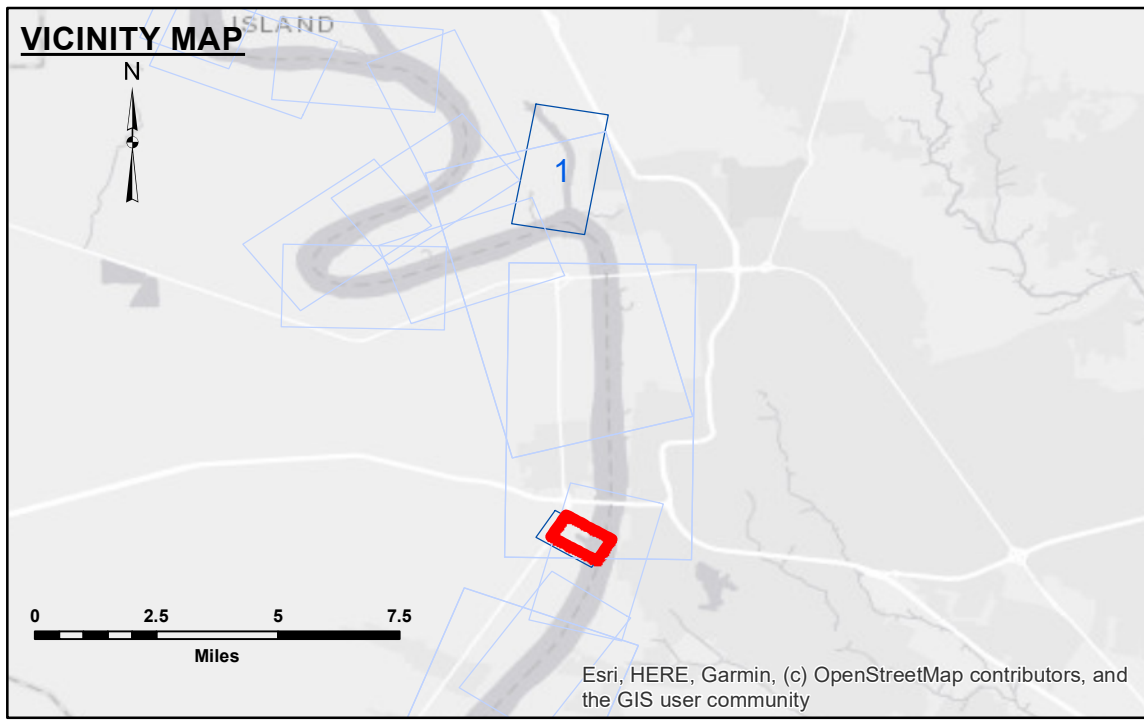 ISLAND
VICINITY MAP
N
1
0 2.5 5 7.5
Miles
Esri, HERE, Garmin, (c) OpenStreetMap contributors, and
the GIS user community